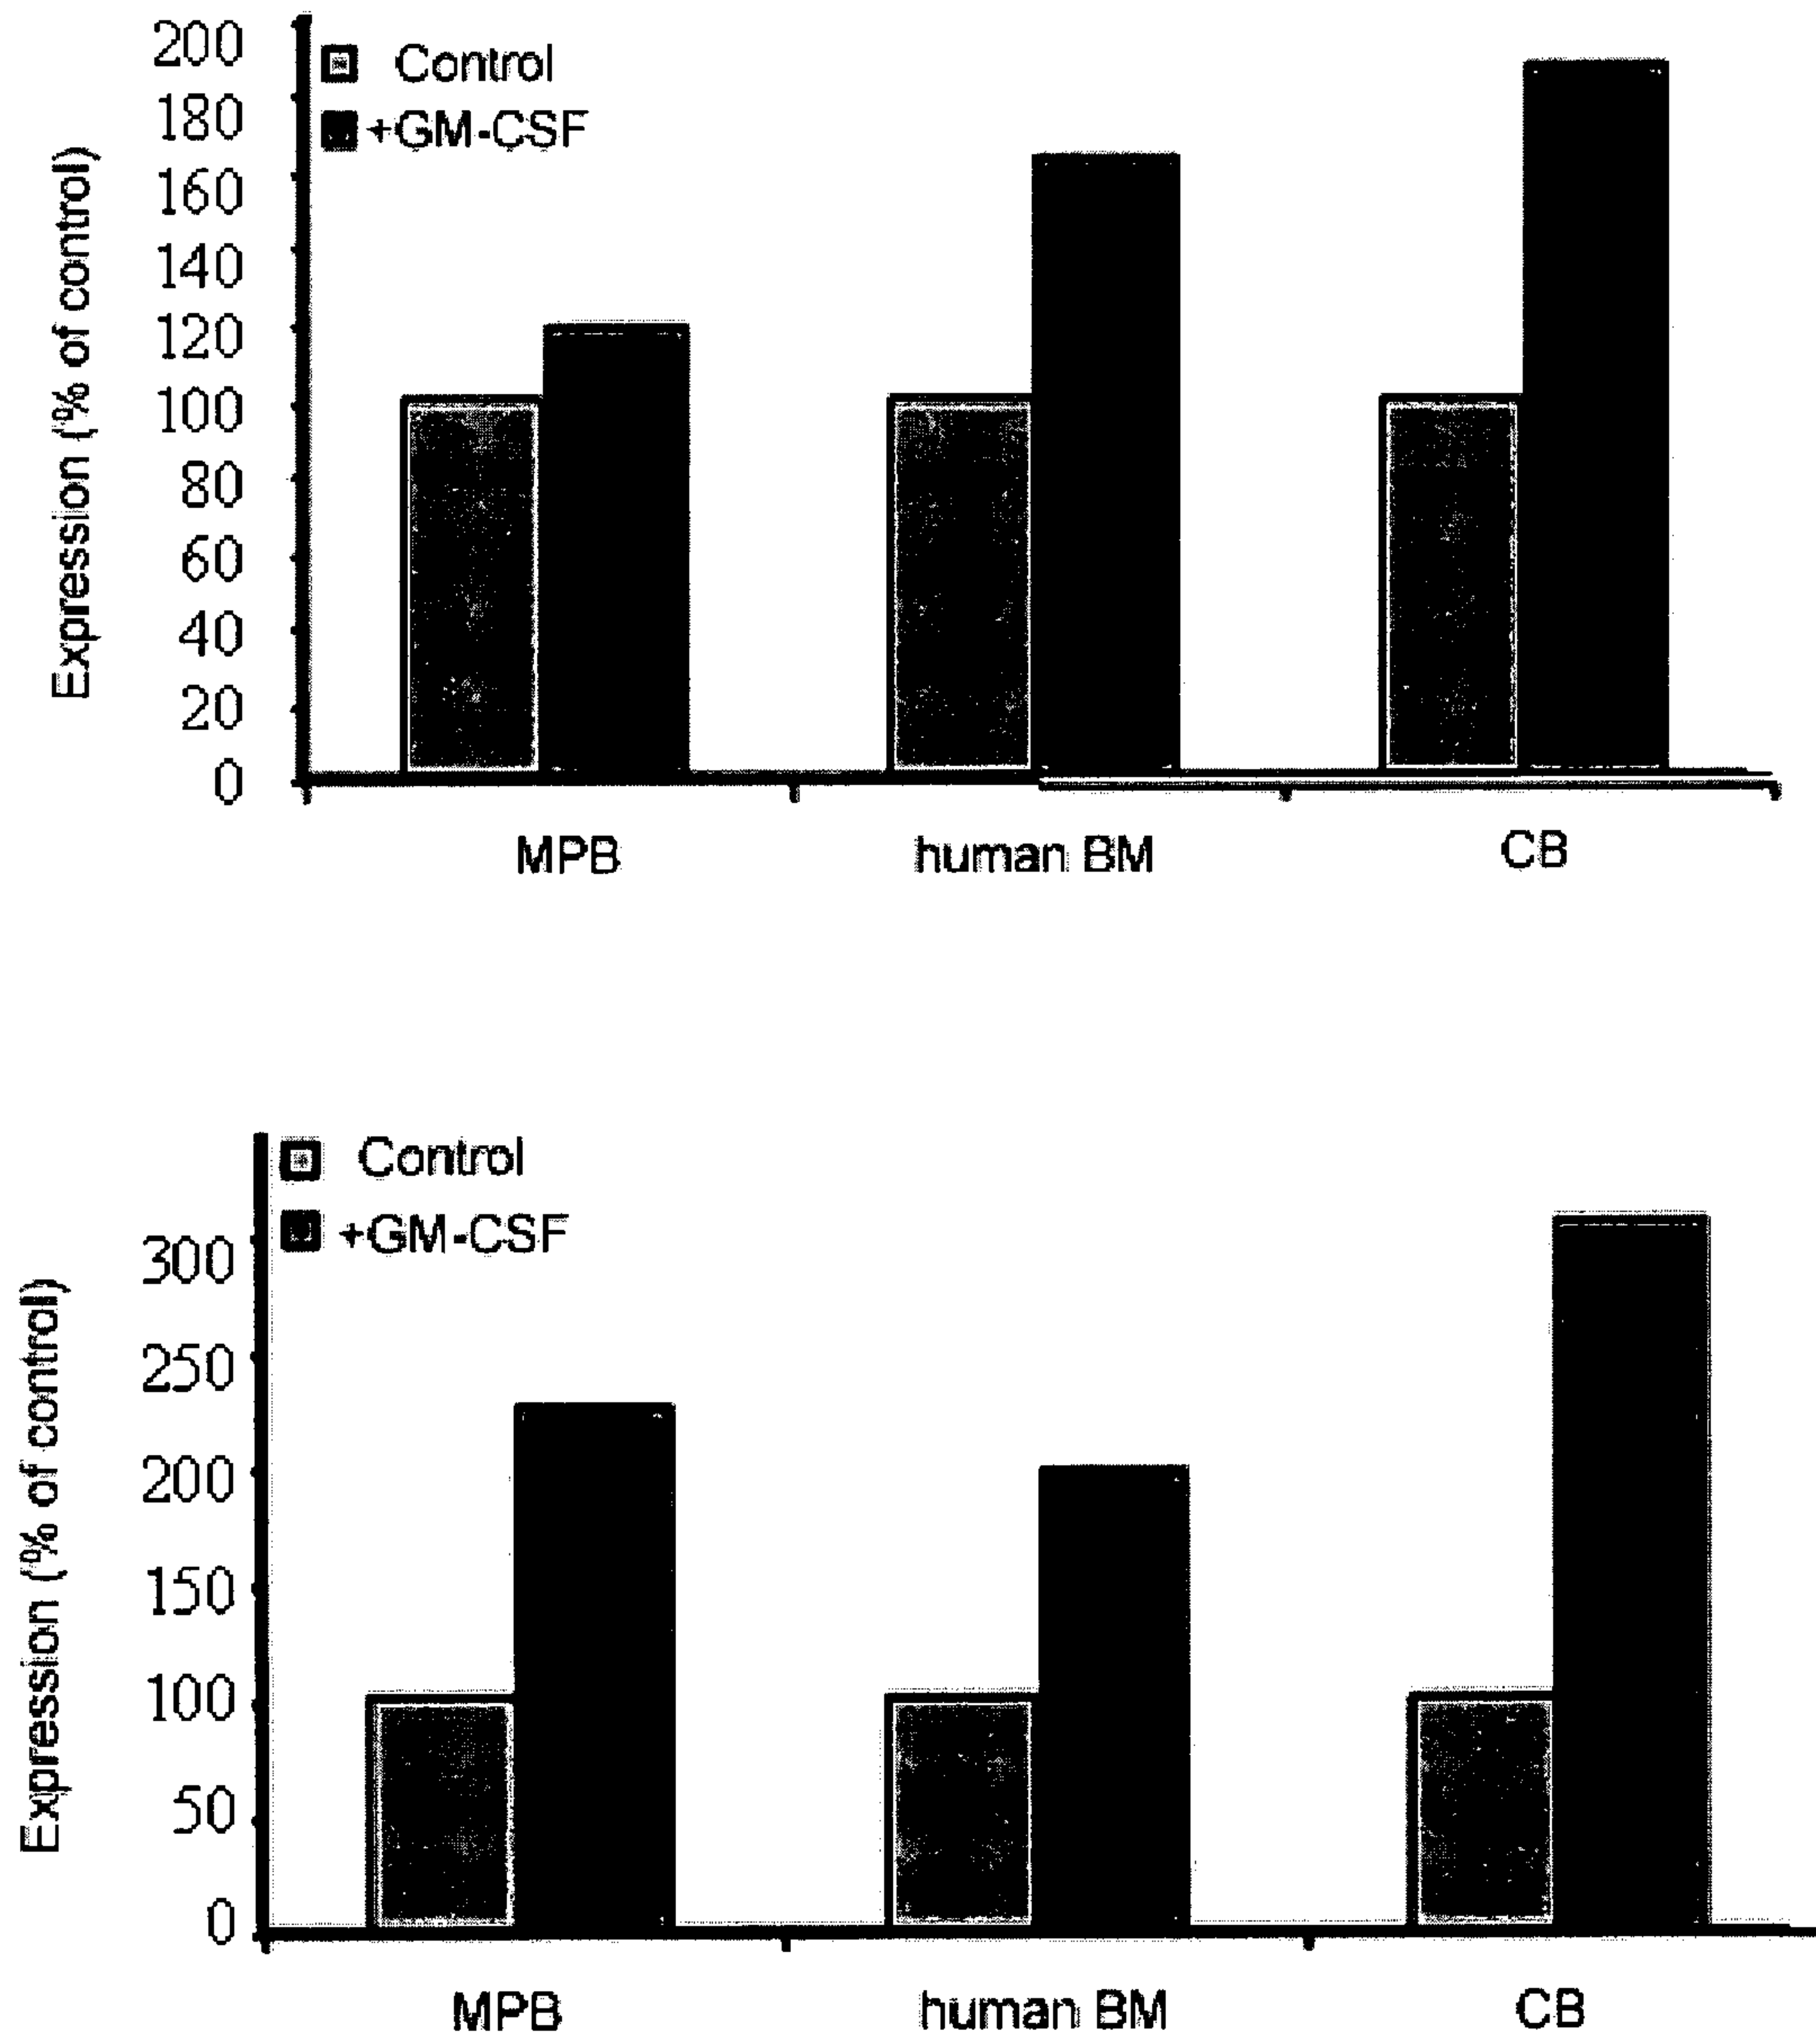 200
Control
180
+GM-CSF
160
140
120
100
80
60
40
20
0
Expression (% of control)
MPB
human BM
CB
Control
+GM-CSF
300
250
200
150
100
50
0
Expression (% of control)
MPB
human BM
CB